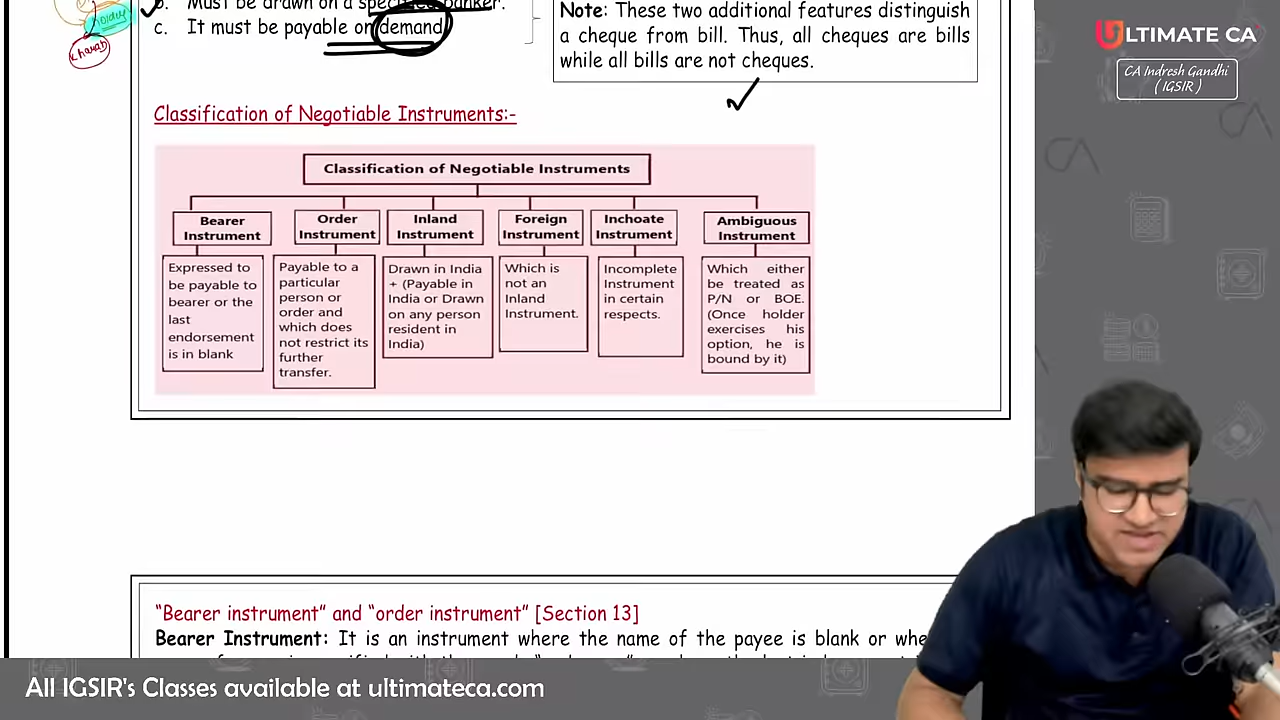 b. Must be drawn on a specified banker.
c. It must be payable on demand
holder
Note: These two additional features distinguish
a cheque from bill. Thus, all cheques are bills
while all bills are not cheques.
ULTIMATE CA
CA Indresh Gandhi
( IGSIR )
Classification of Negotiable Instruments:-
Classification of Negotiable Instruments
Bearer
Instrument
Expressed to
be payable to
bearer or the
last
endorsement
is in blank
Order
Instrument
Payable to a
particular
person or
order and
which does
not restrict its
further
transfer.
Inland
Instrument
Drawn in India
+ (Payable in
India or Drawn
on any person
resident in
India)
Foreign
Instrument
Which is
not an
Inland
Instrument.
Inchoate
Instrument
Incomplete
Instrument
in certain
respects.
Ambiguous
Instrument
Which either
be treated as
P/N or BOE.
(Once holder
exercises his
option, he is
bound by it)
“Bearer instrument” and “order instrument” [Section 13]
Bearer Instrument: It is an instrument where the name of the payee is blank or
All IGSIR's Classes available at ultimateca.com